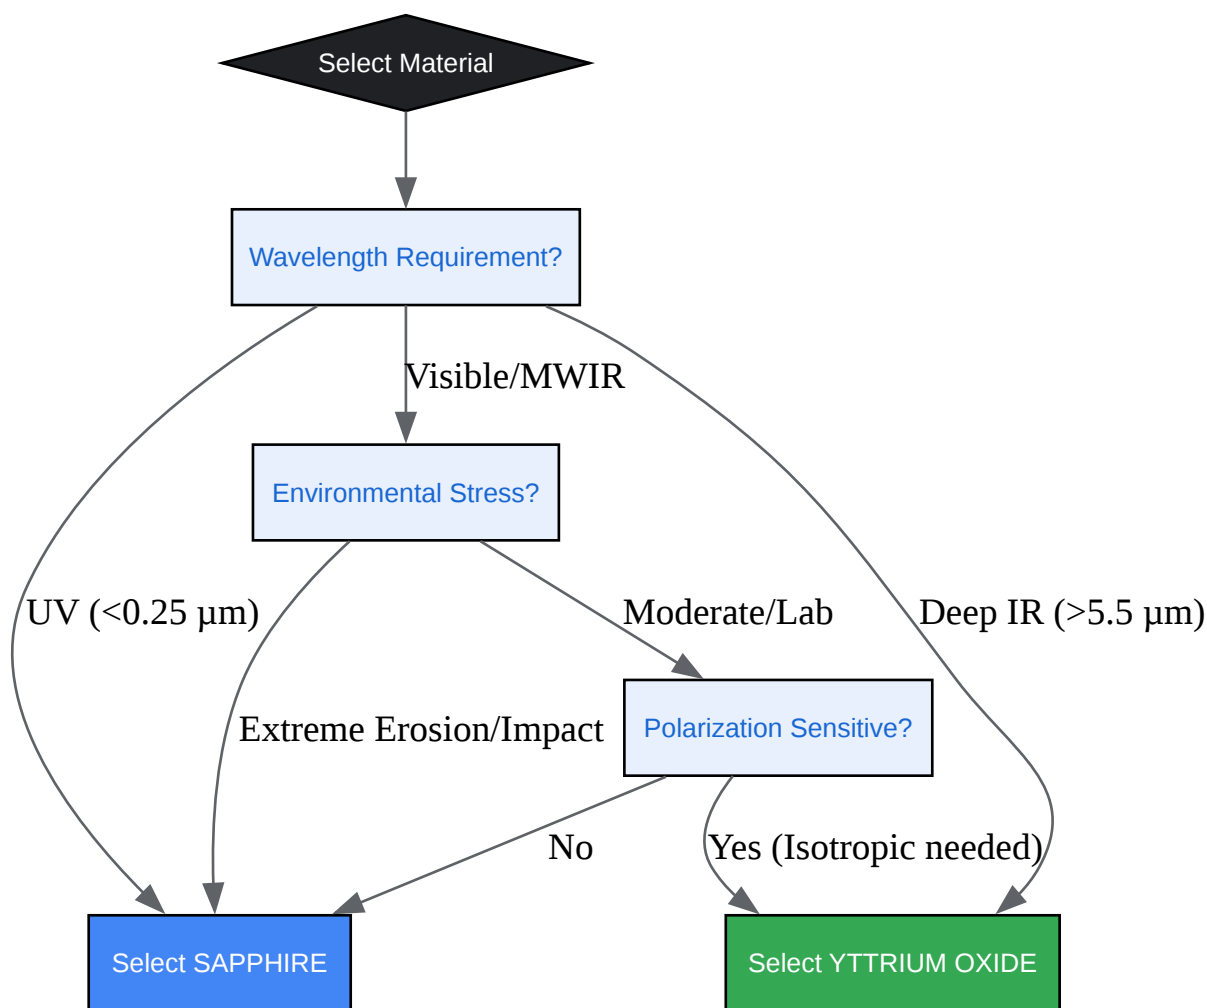 Select Material
Wavelength Requirement?
Visible/MWIR
Environmental Stress?
UV (<0.25 µm)
Moderate/Lab
Deep IR (>5.5 µm)
Extreme Erosion/Impact
Polarization Sensitive?
No
Yes (Isotropic needed)
Select SAPPHIRE
Select YTTRIUM OXIDE